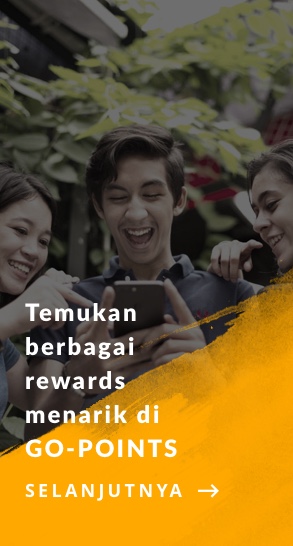 Temukan
berbagai
rewards
menarik di
GO-POINTS
SELANJUTNYA →